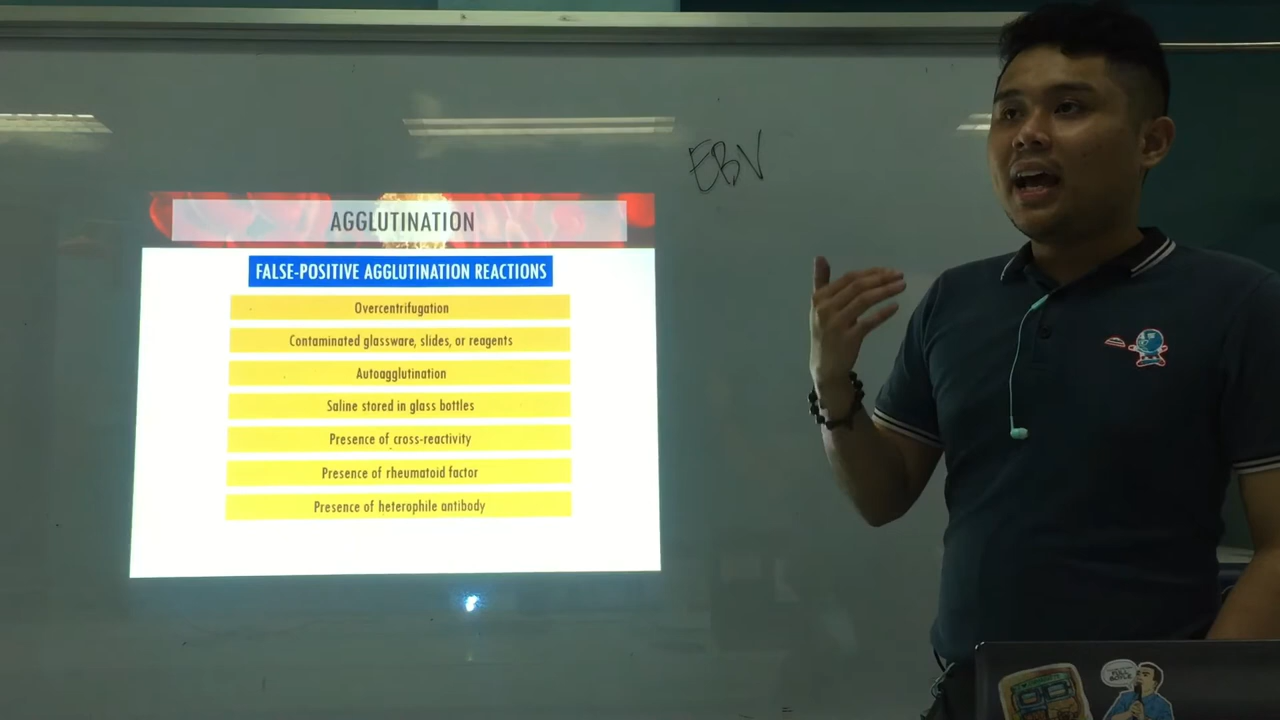 EBV
AGGLUTINATION
FALSE-POSITIVE AGGLUTINATION REACTIONS
Overcentrifugation
Contaminated glassware, slides, or reagents
Autoagglutination
Saline stored in glass bottles
Presence of cross-reactivity
Presence of rheumatoid factor
Presence of heterophile antibody